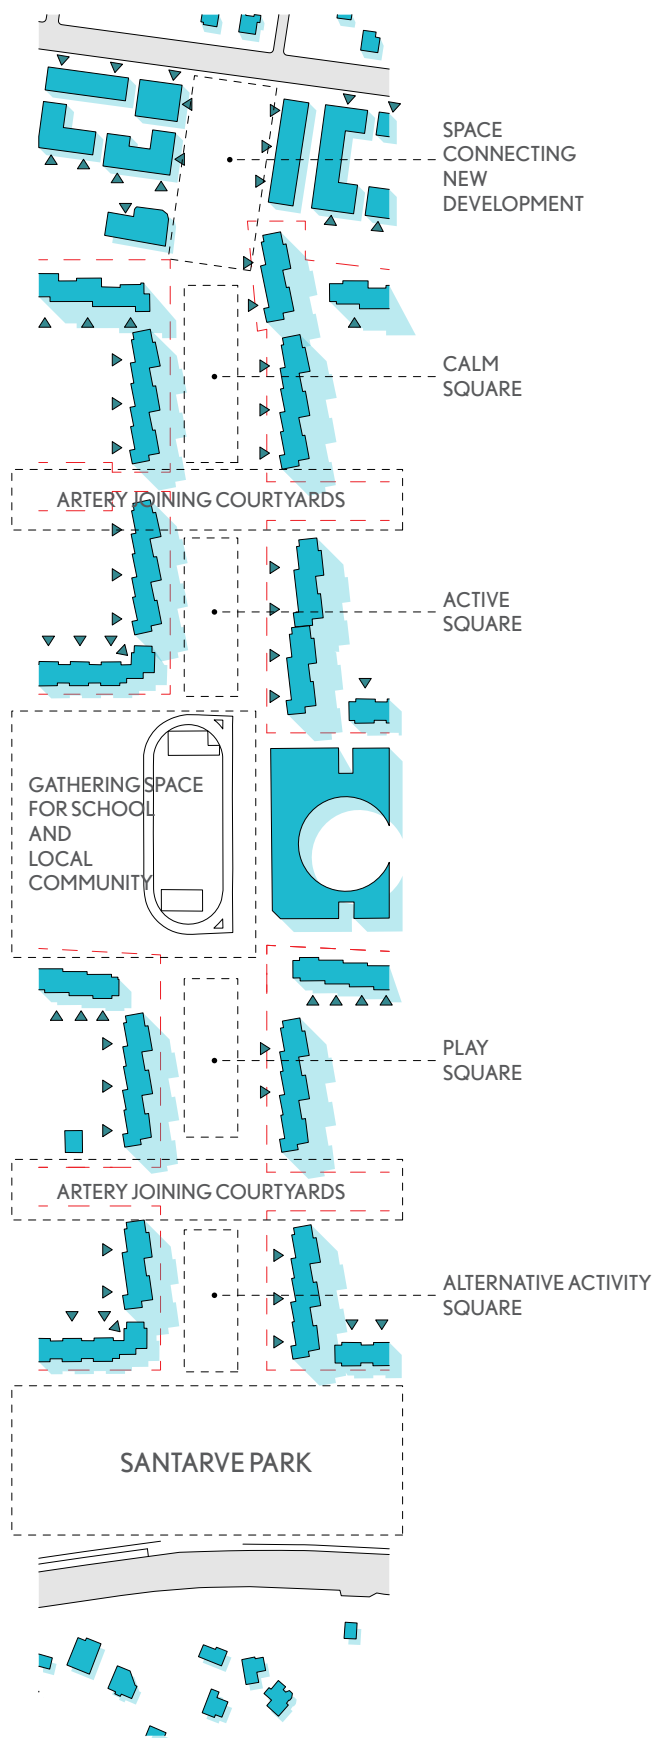 SPACE
CONNECTING
NEW
DEVELOPMENT
CALM
SQUARE
ARTERY JOINING COURTYARDS
ACTIVE
SQUARE
GATHERING SPACE
FOR SCHOOL
AND
LOCAL
COMMUNITY
PLAY
SQUARE
ARTERY JOINING COURTYARDS
ALTERNATIVE ACTIVITY
SQUARE
SANTARVE PARK